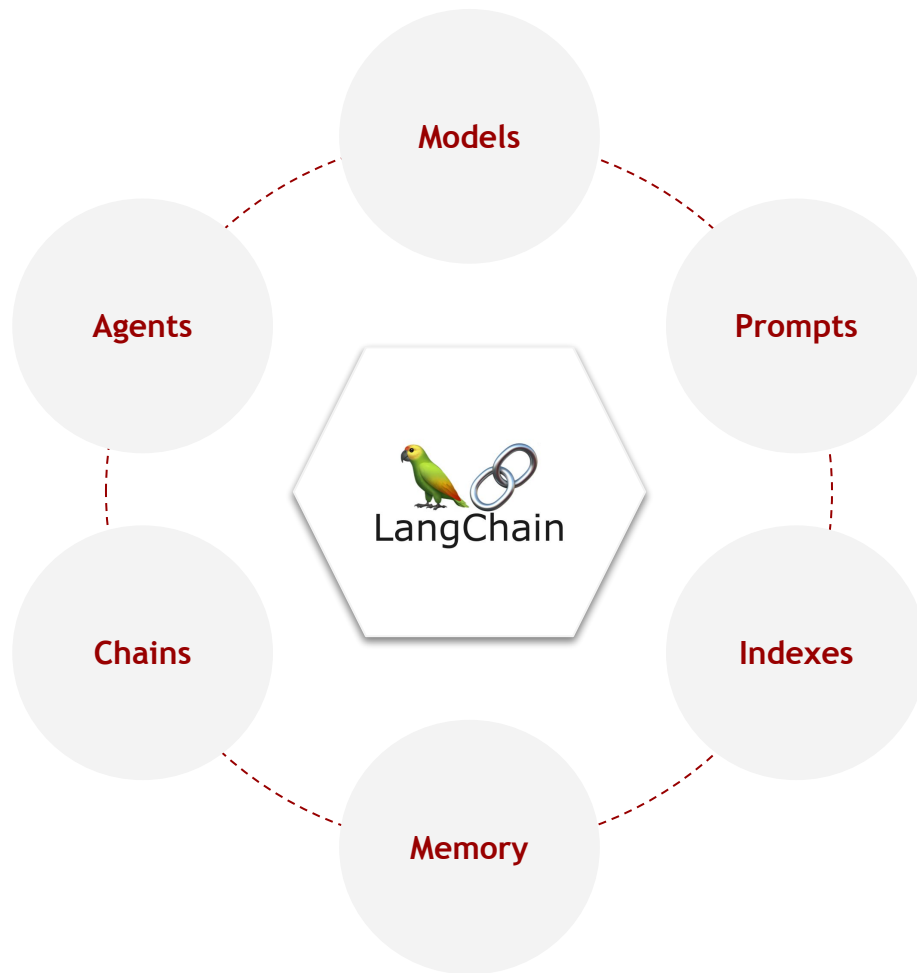 Models
Agents
Prompts
LangChain
Chains
Indexes
Memory